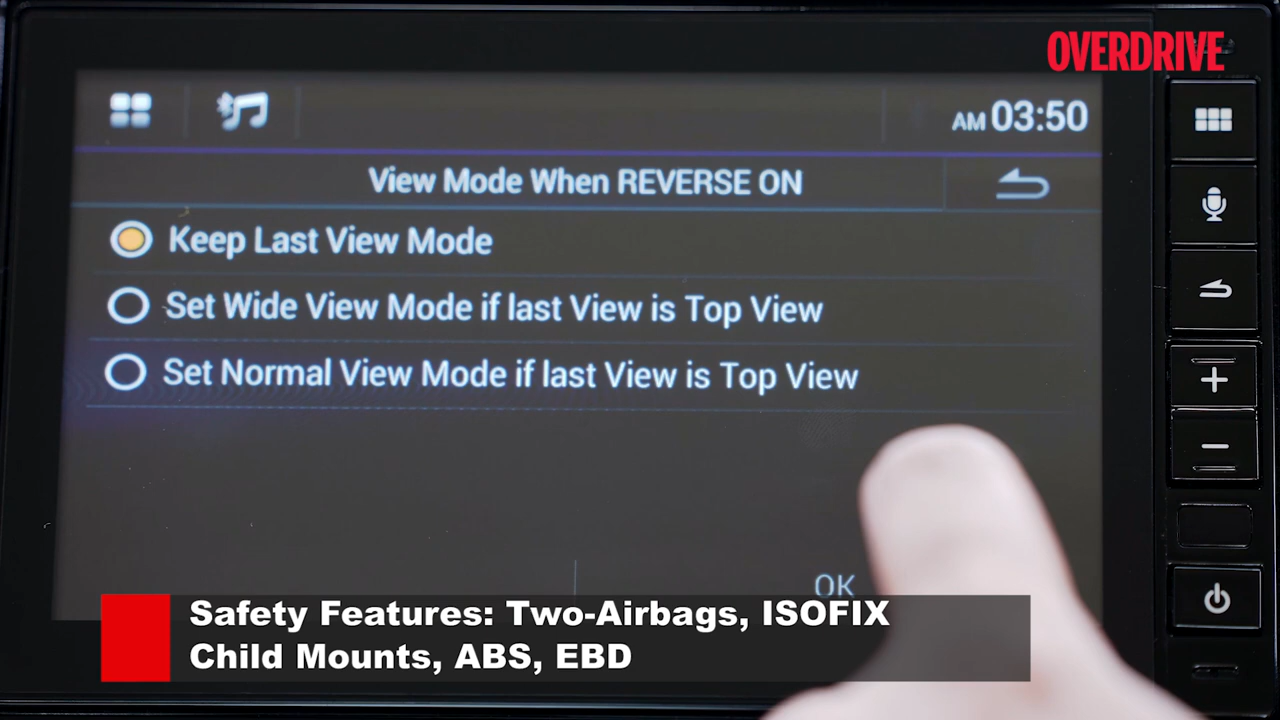 OVERDRIVE
AM 03:50
View Mode When REVERSE ON
Keep Last View Mode
Set Wide View Mode if last View is Top View
Set Normal View Mode if last View is Top View
OK
Safety Features: Two-Airbags, ISOFIX
Child Mounts, ABS, EBD